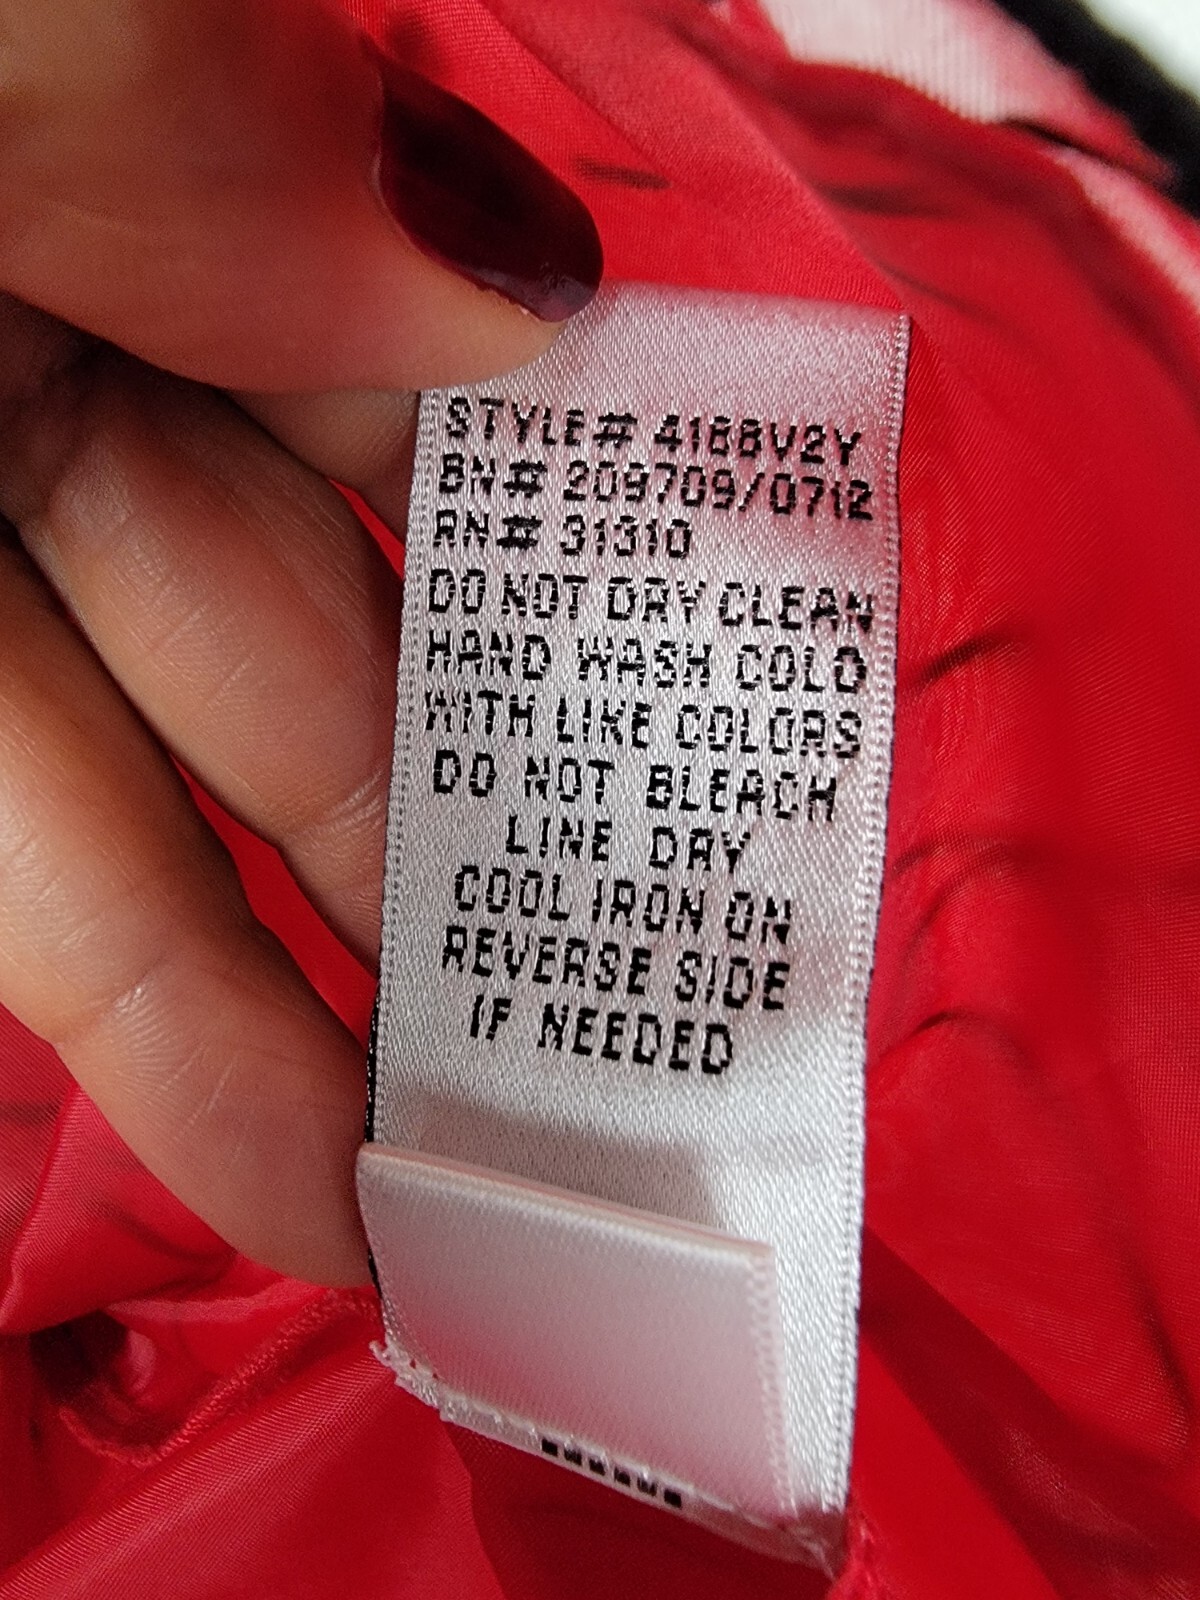 STYLE# 4188V2Y
BN# 209709/0712
RN# 31310
DO NOT DRY CLEAN
HAND WASH COLD
WITH LIKE COLORS
DO NOT BLEACH
LINE DRY
COOL IRON ON
REVERSE SIDE
IF NEEDED